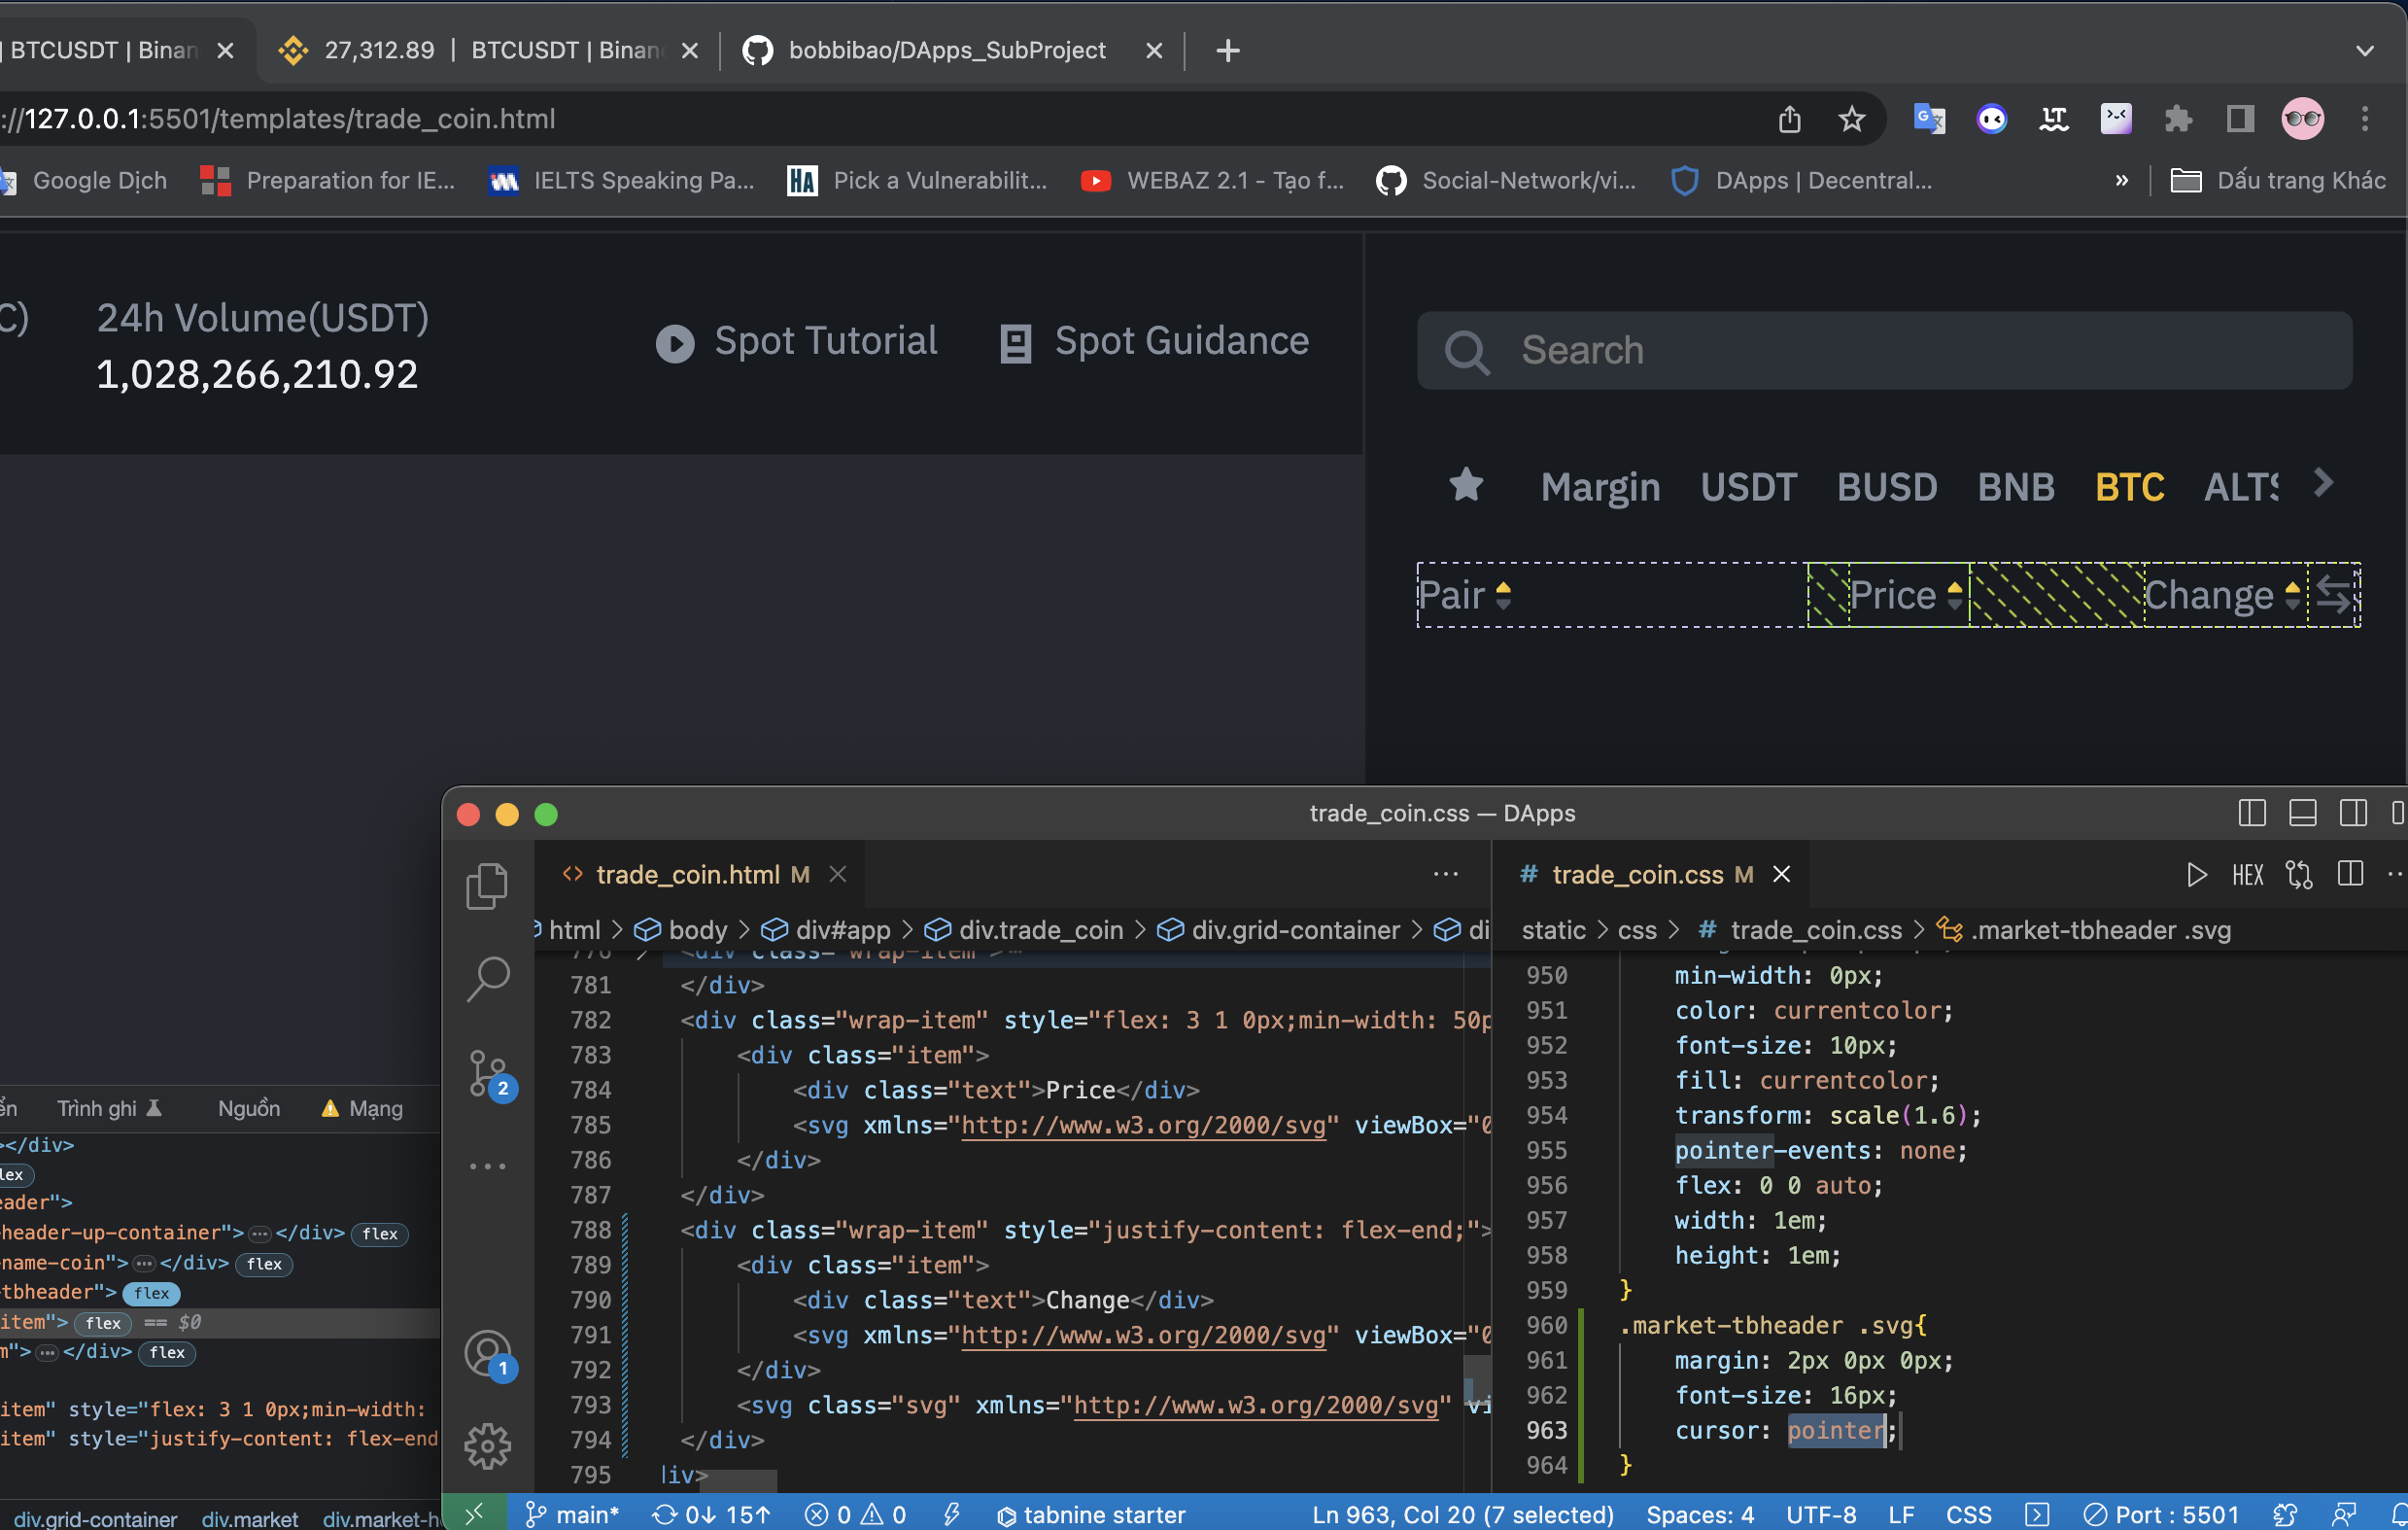 | BTCUSDT | Binan
27,312.89 | BTCUSDT | Binan
bobbibao/DApps_SubProject
://127.0.0.1:5501/templates/trade_coin.html
Google Dịch
Preparation for IE...
IELTS Speaking Pa...
HA Pick a Vulnerabilit...
WEBAZ 2.1 - Tạo f...
Social-Network/vi...
DApps | Decentral...
»
Dấu trang Khác
C)
24h Volume(USDT)
1,028,266,210.92
Spot Tutorial
Spot Guidance
Search
Margin USDT BUSD BNB BTC ALTS
Pair Price Change
trade_coin.css — DApps
trade_coin.html M
html > body > div#app > div.trade_coin > div.grid-container > di
781 </div>
782 <div class="wrap-item" style="flex: 3 1 0px;min-width: 50p
783 <div class="item">
784 <div class="text">Price</div>
785 <svg xmlns="http://www.w3.org/2000/svg" viewBox="0
786 </div>
787 </div>
788 <div class="wrap-item" style="justify-content: flex-end;">
789 <div class="item">
790 <div class="text">Change</div>
791 <svg xmlns="http://www.w3.org/2000/svg" viewBox="0
792 </div>
793 <svg class="svg" xmlns="http://www.w3.org/2000/svg" vi
794 </div>
795 liv>
# trade_coin.css M
HEX
static > css > # trade_coin.css > .market-tbheader .svg
950 min-width: 0px;
951 color: currentcolor;
952 font-size: 10px;
953 fill: currentcolor;
954 transform: scale(1.6);
955 pointer-events: none;
956 flex: 0 0 auto;
957 width: 1em;
958 height: 1em;
959 }
960 .market-tbheader .svg{
961 margin: 2px 0px 0px;
962 font-size: 16px;
963 cursor: pointer;
964 }
2
1
ển Trình ghi Nguồn Mạng
></div>
lex
eader">
-header-up-container">…</div> flex
-name-coin">…</div> flex
-tbheader"> flex
item"> flex == $0
m">…</div> flex
item" style="flex: 3 1 0px;min-width:
item" style="justify-content: flex-end
div.grid-container div.market div.market-h
main* 0↓ 15↑ 0 0 tabnine starter
Ln 963, Col 20 (7 selected) Spaces: 4 UTF-8 LF CSS Port : 5501